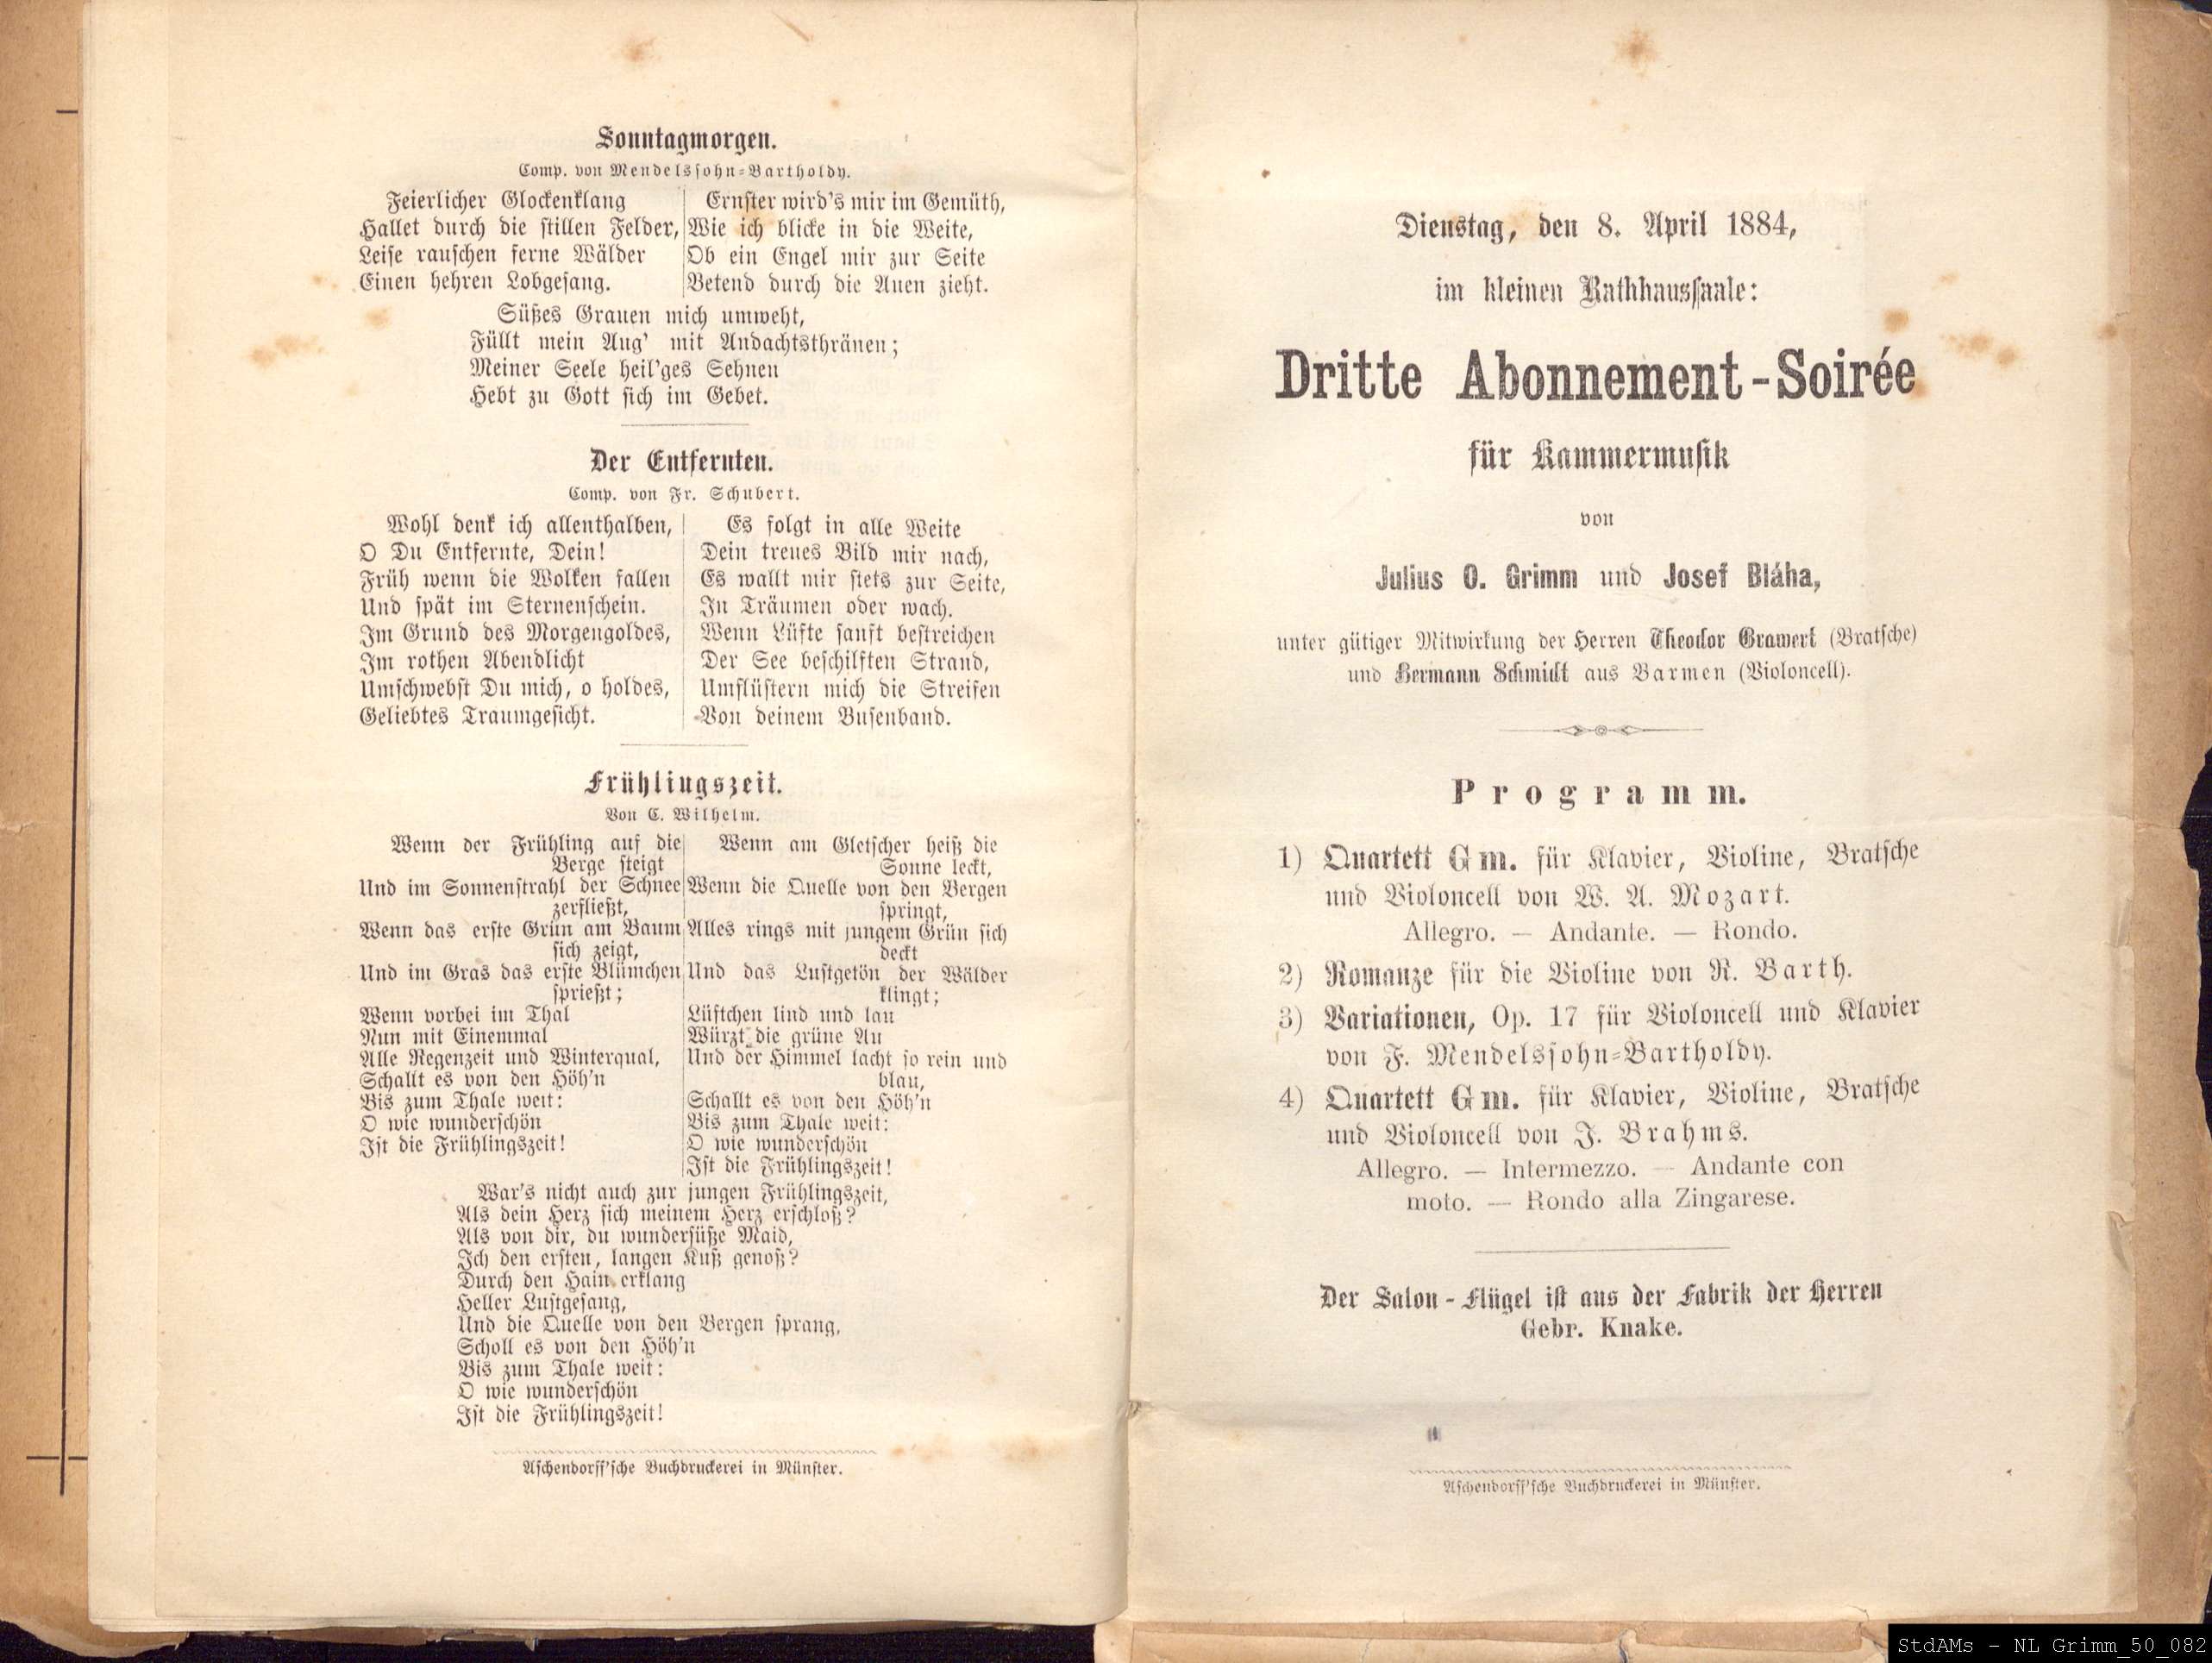 Sonntagmorgen.
Comp. von Mendelssohn-Bartholdy.
Feierlicher Glockenklang
Hallet durch die stillen Felder,
Leise rauschen ferne Wälder
Einen hehren Lobgesang.
Ernster wird's mir im Gemüth,
Wie ich blicke in die Weite,
Ob ein Engel mir zur Seite
Betend durch die Auen zieht.
Süßes Grauen mich umweht,
Füllt mein Aug' mit Andachtsthränen;
Meiner Seele heil'ges Sehnen
Hebt zu Gott sich im Gebet.
Der Entfernten.
Comp. von Fr. Schubert.
Wohl denk ich allenthalben,
O Du Entfernte, Dein!
Früh wenn die Wolken fallen
Und spät im Sternenschein.
Im Grund des Morgengoldes,
Im rothen Abendlicht
Umschwebst Du mich, o holdes,
Geliebtes Traumgesicht.
Es folgt in alle Weite
Dein treues Bild mir nach,
Es wallt mir stets zur Seite,
In Träumen oder wach.
Wenn Lüfte sanft bestreichen
Der See beschilften Strand,
Umflüstern mich die Streifen
Von deinem Busenband.
Frühlingszeit.
Von C. Wilhelm.
Wenn der Frühling auf die
Berge steigt
Und im Sonnenstrahl der Schnee
zerfließt,
Wenn das erste Grün am Baum
sich zeigt,
Und im Gras das erste Blümchen
sprießt;
Wenn vorbei im Thal
Nun mit Einemmal
Alle Regenzeit und Winterqual,
Schallt es von den Höh'n
Bis zum Thale weit:
O wie wunderschön
Ist die Frühlingszeit!
Wenn am Gletscher heiß die
Sonne leckt,
Wenn die Quelle von den Bergen
springt,
Alles rings mit jungem Grün sich
deckt
Und das Lustgetön der Wälder
klingt;
Lüftchen lind und lau
Würzt die grüne Au
Und der Himmel lacht so rein und
blau,
Schallt es von den Höh'n
Bis zum Thale weit:
O wie wunderschön
Ist die Frühlingszeit!
War's nicht auch zur jungen Frühlingszeit,
Als dein Herz sich meinem Herz erschloß?
Als von dir, du wundersüße Maid,
Ich den ersten, langen Kuß genoß?
Durch den Hain erklang
Heller Lustgesang,
Und die Quelle von den Bergen sprang,
Scholl es von den Höh'n
Bis zum Thale weit:
O wie wunderschön
Ist die Frühlingszeit!
Aschendorff'sche Buchdruckerei in Münster.
Dienstag, den 8. April 1884,
im kleinen Rathhaussaale:
Dritte Abonnement-Soirée
für Kammermusik
von
Julius O. Grimm und Josef Bláha,
unter gütiger Mitwirkung der Herren Theodor Grawert (Bratsche)
und Hermann Schmidt aus Barmen (Violoncell).
Programm.
1) Quartett Gm. für Klavier, Violine, Bratsche
und Violoncell von W. A. Mozart.
Allegro. — Andante. — Rondo.
2) Romanze für die Violine von R. Barth.
3) Variationen, Op. 17 für Violoncell und Klavier
von F. Mendelssohn-Bartholdy.
4) Quartett Gm. für Klavier, Violine, Bratsche
und Violoncell von J. Brahms.
Allegro. — Intermezzo. — Andante con
moto. — Rondo alla Zingarese.
Der Salon-Flügel ist aus der Fabrik der Herren
Gebr. Knake.
Aschendorff'sche Buchdruckerei in Münster.
StdAMs - NL Grimm_50_082